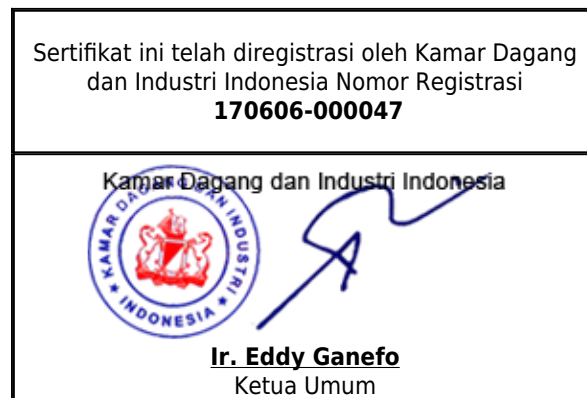 Sertifikat ini telah diregistrasi oleh Kamar Dagang
dan Industri Indonesia Nomor Registrasi
170606-000047
Kamar Dagang dan Industri Indonesia
KAMAR DAGANG DAN INDUSTRI
INDONESIA
Ir. Eddy Ganefo
Ketua Umum